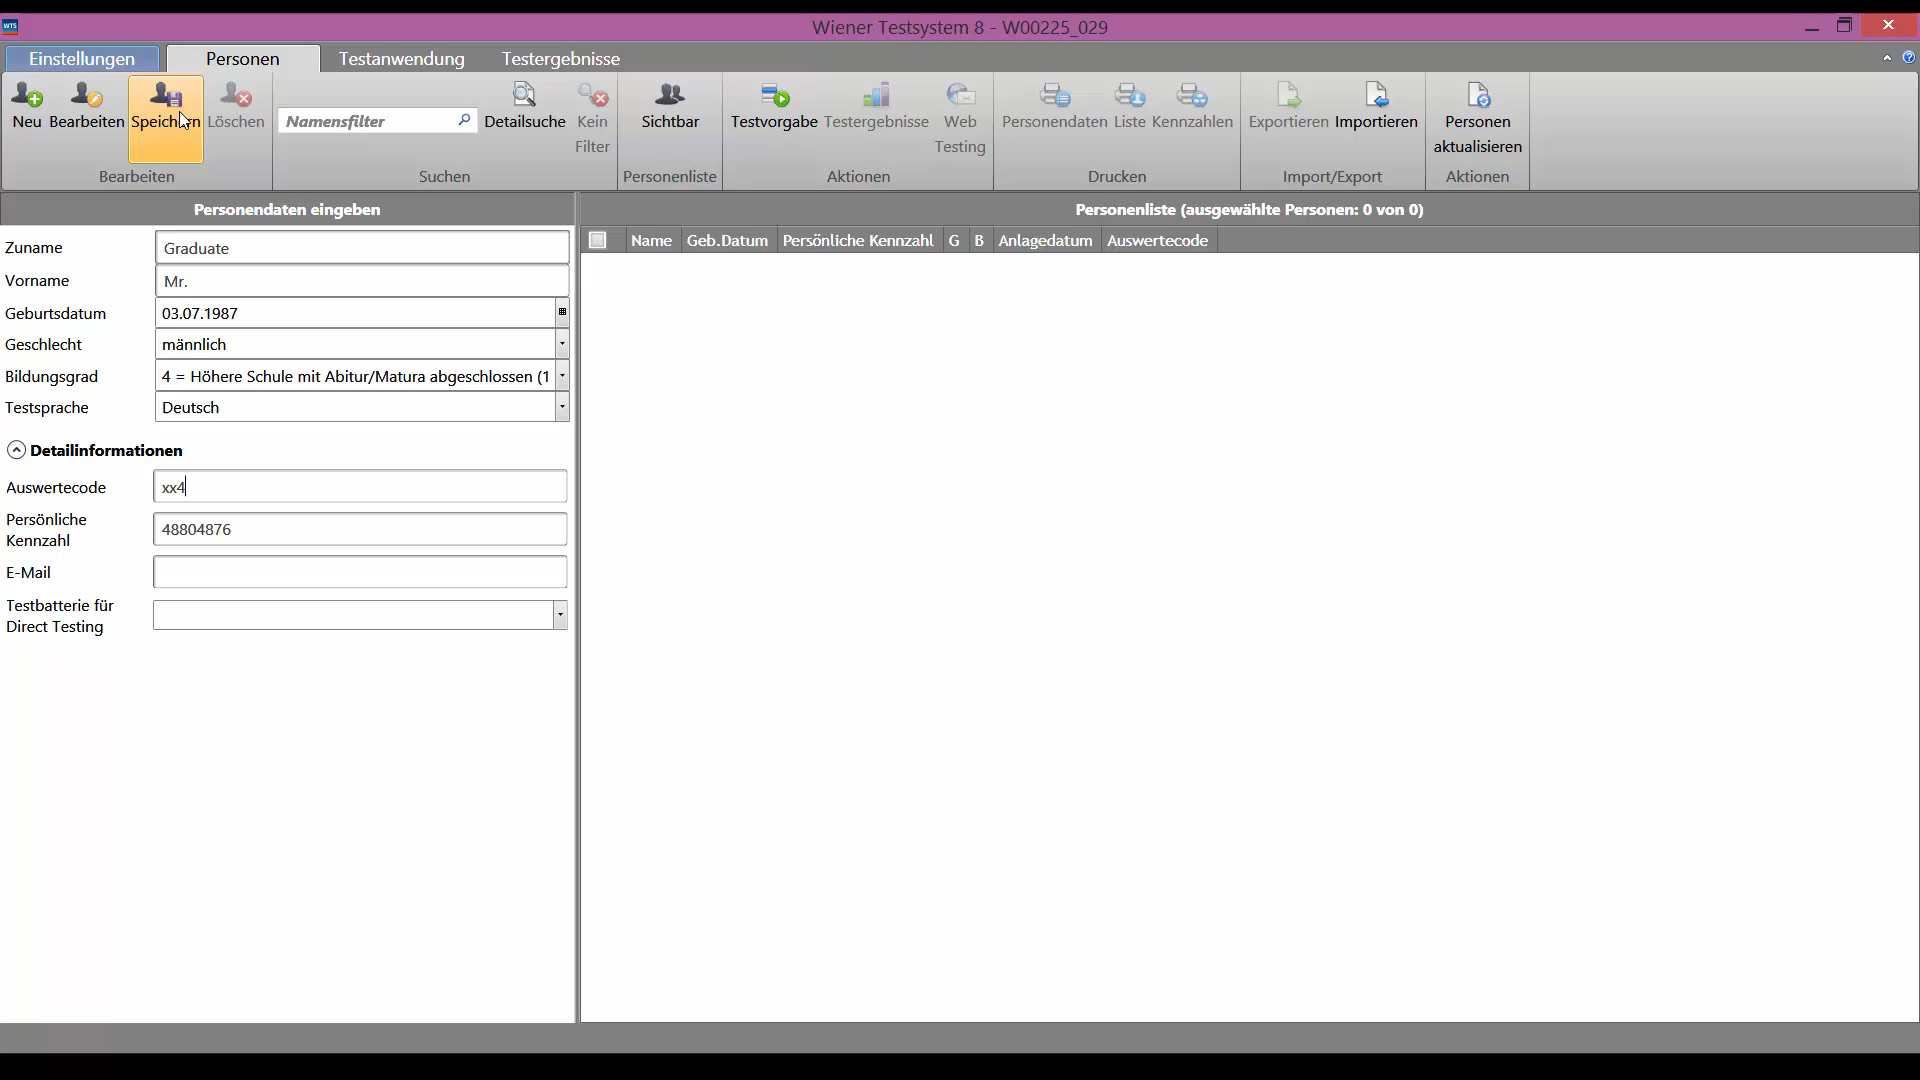 WTS
Wiener Testsystem 8 - W00225_029
Einstellungen Personen Testanwendung Testergebnisse
Neu Bearbeiten Speichern Löschen Namensfilter Detailsuche Kein Filter Sichtbar Testvorgabe Testergebnisse Web Testing Personendaten Liste Kennzahlen Exportieren Importieren Personen aktualisieren
Bearbeiten Suchen Personenliste Aktionen Drucken Import/Export Aktionen
Personendaten eingeben
Personenliste (ausgewählte Personen: 0 von 0)
Name Geb.Datum Persönliche Kennzahl G B Anlagedatum Auswertecode
Zuname Graduate
Vorname Mr.
Geburtsdatum 03.07.1987
Geschlecht männlich
Bildungsgrad 4 = Höhere Schule mit Abitur/Matura abgeschlossen (1
Testsprache Deutsch
Detailinformationen
Auswertecode xx4
Persönliche
Kennzahl 48804876
E-Mail
Testbatterie für
Direct Testing